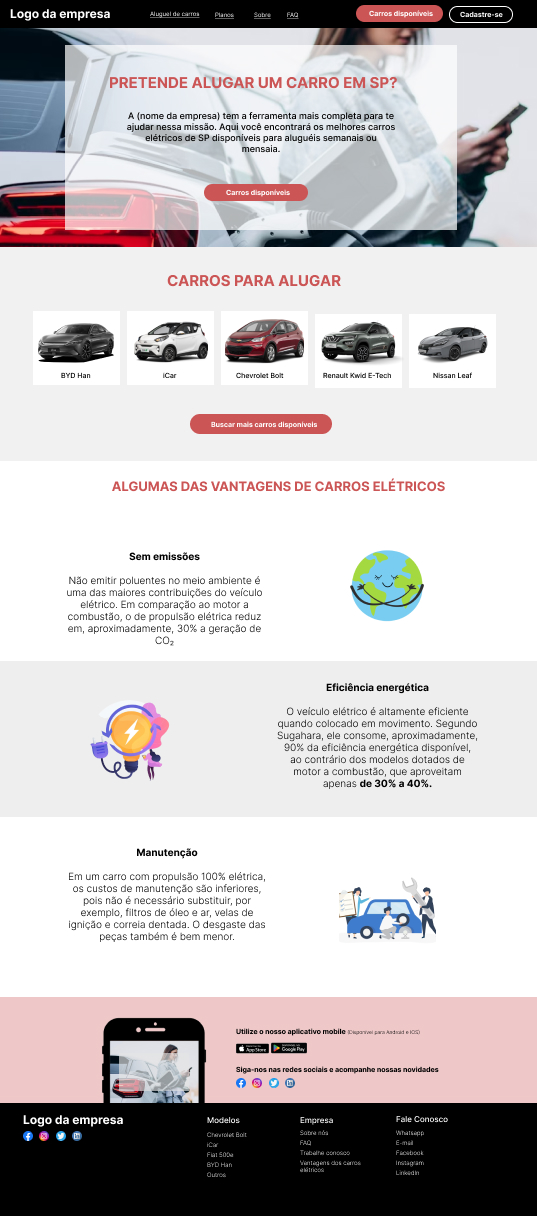 Logo da empresa
Aluguel de carros
Planos
Sobre
FAQ
Carros disponíveis
Cadastre-se
PRETENDE ALUGAR UM CARRO EM SP?
A (nome da empresa) tem a ferramenta mais completa para te
ajudar nessa missão. Aqui você encontrará os melhores carros
elétricos de SP disponíveis para aluguéis semanais ou
mensaia.
Carros disponíveis
CARROS PARA ALUGAR
BYD Han
iCar
Chevrolet Bolt
Renault Kwid E-Tech
Nissan Leaf
Buscar mais carros disponíveis
ALGUMAS DAS VANTAGENS DE CARROS ELÉTRICOS
Sem emissões
Não emitir poluentes no meio ambiente é
uma das maiores contribuições do veículo
elétrico. Em comparação ao motor a
combustão, o de propulsão elétrica reduz
em, aproximadamente, 30% a geração de
CO₂
Eficiência energética
O veículo elétrico é altamente eficiente
quando colocado em movimento. Segundo
Sugahara, ele consome, aproximadamente,
90% da eficiência energética disponível,
ao contrário dos modelos dotados de
motor a combustão, que aproveitam
apenas de 30% a 40%.
Manutenção
Em um carro com propulsão 100% elétrica,
os custos de manutenção são inferiores,
pois não é necessário substituir, por
exemplo, filtros de óleo e ar, velas de
ignição e correia dentada. O desgaste das
peças também é bem menor.
Utilize o nosso aplicativo mobile (Disponível para Android e iOS)
App Store
Google Play
Siga-nos nas redes sociais e acompanhe nossas novidades
Logo da empresa
Modelos
Chevrolet Bolt
iCar
Fiat 500e
BYD Han
Outros
Empresa
Sobre nós
FAQ
Trabalhe conosco
Vantagens dos carros
elétricos
Fale Conosco
Whatsapp
E-mail
Facebook
Instagram
LinkedIn